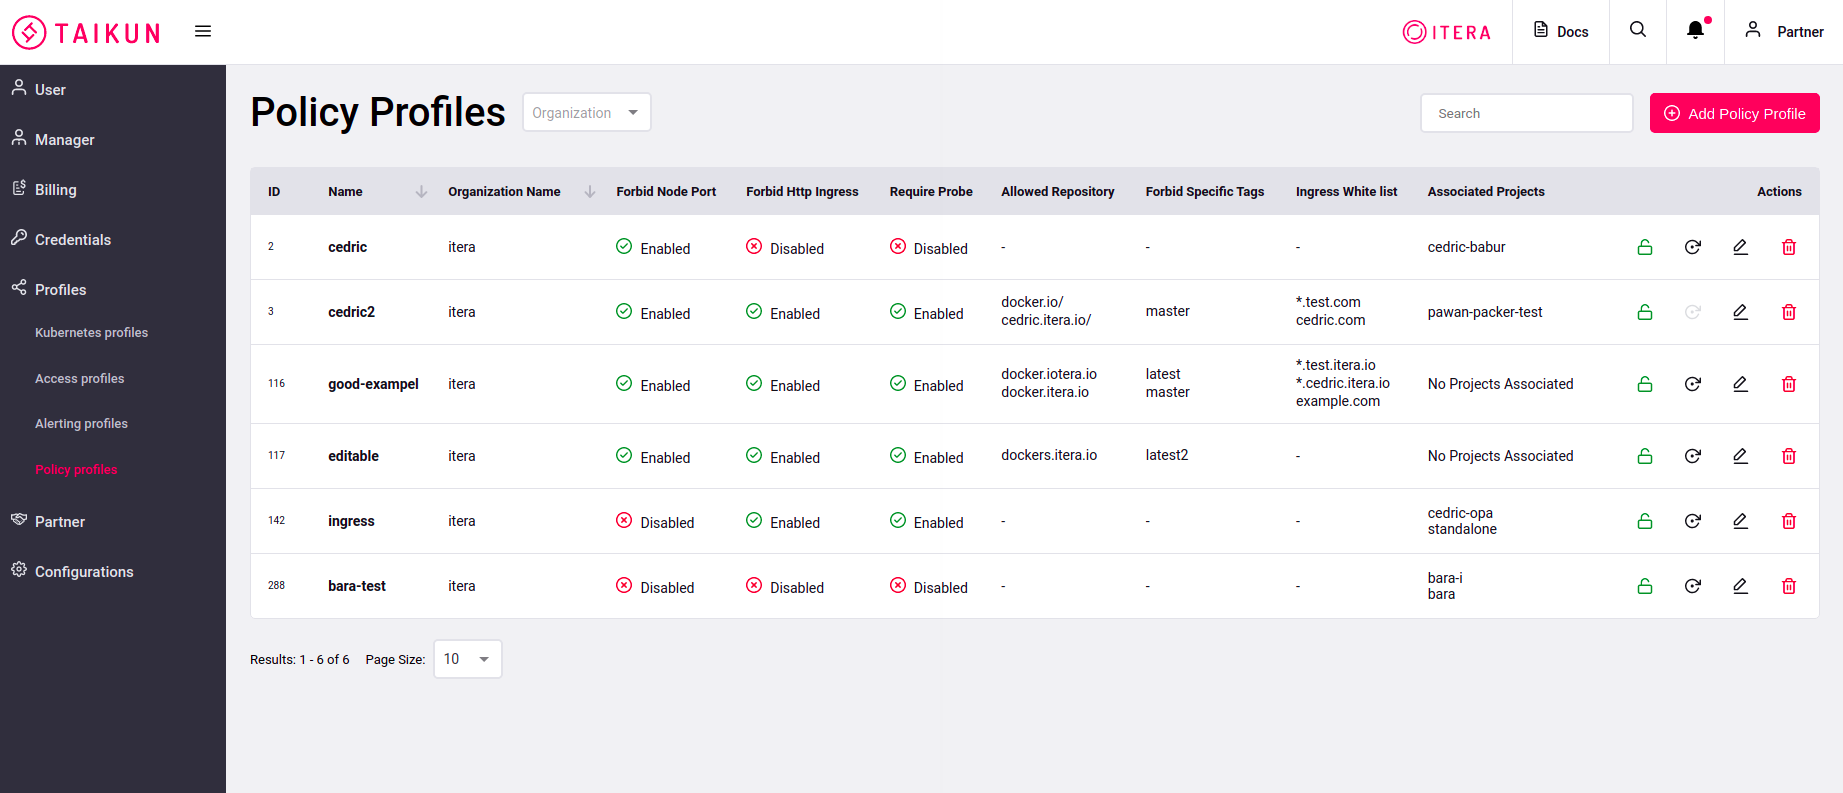 TAIKUN
ITERA
Docs
Partner
User
Manager
Billing
Credentials
Profiles
Kubernetes profiles
Access profiles
Alerting profiles
Policy profiles
Partner
Configurations
Policy Profiles
Organization
Search
Add Policy Profile
ID Name Organization Name Forbid Node Port Forbid Http Ingress Require Probe Allowed Repository Forbid Specific Tags Ingress White list Associated Projects Actions
2 cedric itera Enabled Disabled Disabled - - - cedric-babur
3 cedric2 itera Enabled Enabled Enabled docker.io/ master *.test.com pawan-packer-test
cedric.itera.io/ cedric.com
116 good-exampel itera Enabled Enabled Enabled docker.iotera.io latest *.test.itera.io No Projects Associated
docker.itera.io master *.cedric.itera.io
example.com
117 editable itera Enabled Enabled Enabled dockers.itera.io latest2 - No Projects Associated
142 ingress itera Disabled Enabled Enabled - - - cedric-opa
standalone
288 bara-test itera Disabled Disabled Disabled - - - bara-i
bara
Results: 1 - 6 of 6 Page Size: 10